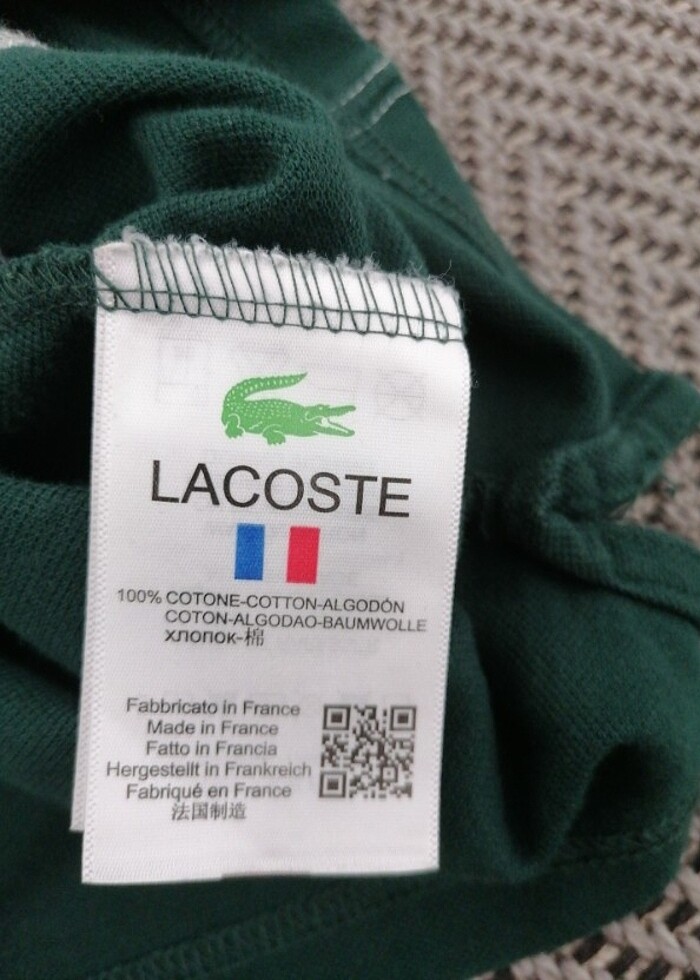 LACOSTE
100% COTONE-COTTON-ALGODÓN
COTON-ALGODAO-BAUMWOLLE
хлопок-棉
Fabbricato in France
Made in France
Fatto in Francia
Hergestellt in Frankreich
Fabriqué en France
法国制造